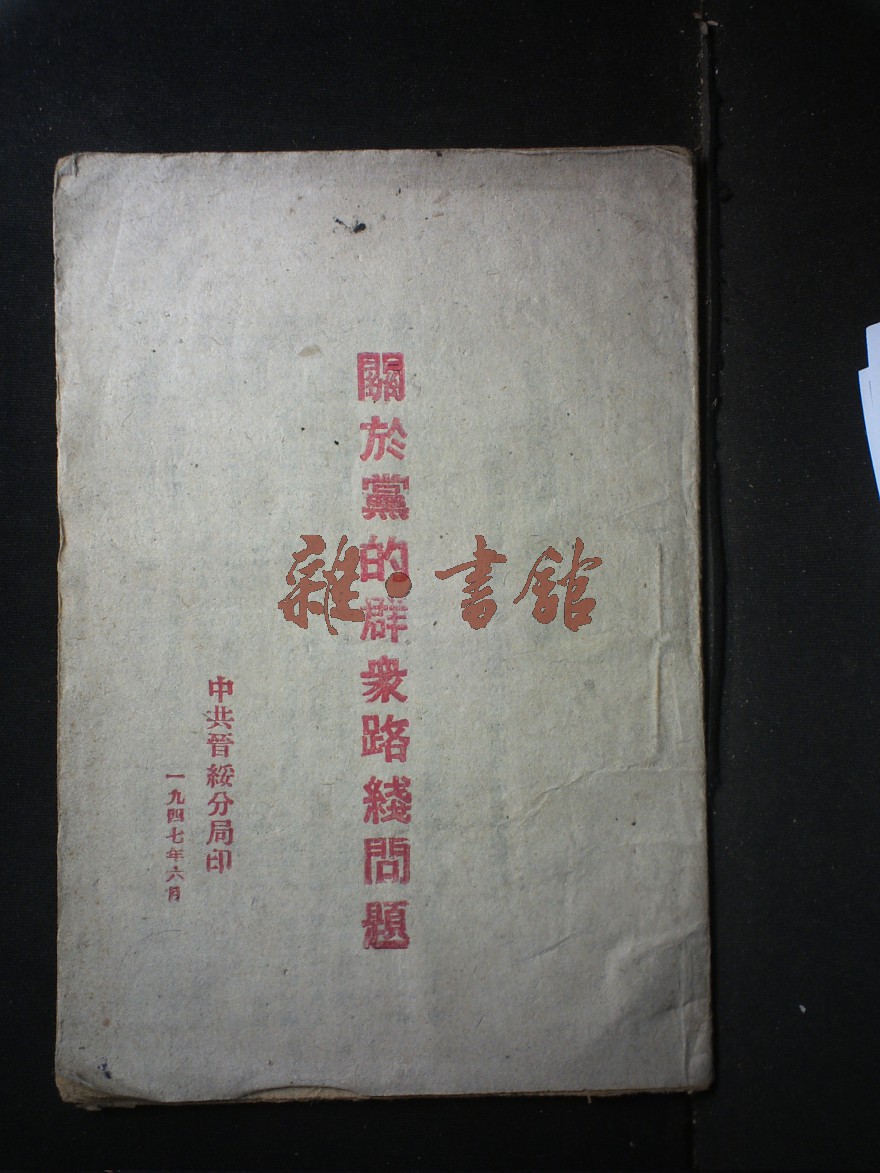 關於黨的群衆路綫問題
中共晉綏分局印
一九四七年六月
雜·書館